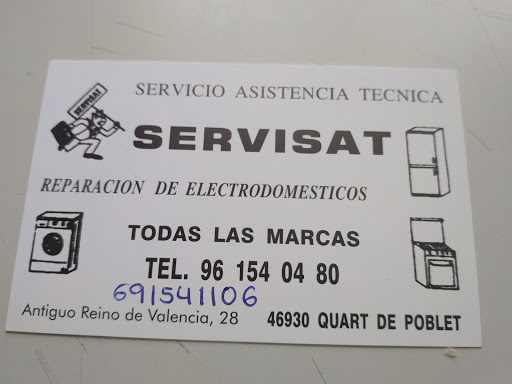 SERVISAT
SERVICIO ASISTENCIA TECNICA
SERVISAT
REPARACION DE ELECTRODOMESTICOS
TODAS LAS MARCAS
TEL. 96 154 04 80
691541106
Antiguo Reino de Valencia, 28 46930 QUART DE POBLET